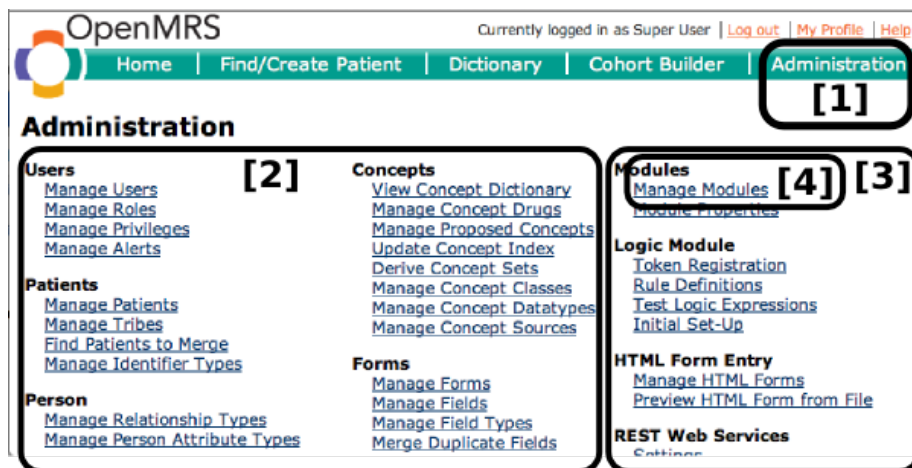 OpenMRS
Currently logged in as Super User | Log out | My Profile | Help
Home | Find/Create Patient | Dictionary | Cohort Builder | Administration
[1]
Administration
[2]
Users
Manage Users
Manage Roles
Manage Privileges
Manage Alerts
Patients
Manage Patients
Manage Tribes
Find Patients to Merge
Manage Identifier Types
Person
Manage Relationship Types
Manage Person Attribute Types
Concepts
View Concept Dictionary
Manage Concept Drugs
Manage Proposed Concepts
Update Concept Index
Derive Concept Sets
Manage Concept Classes
Manage Concept Datatypes
Manage Concept Sources
Forms
Manage Forms
Manage Fields
Manage Field Types
Merge Duplicate Fields
[3]
Modules
Manage Modules [4]
Module Properties
Logic Module
Token Registration
Rule Definitions
Test Logic Expressions
Initial Set-Up
HTML Form Entry
Manage HTML Forms
Preview HTML Form from File
REST Web Services
Settings